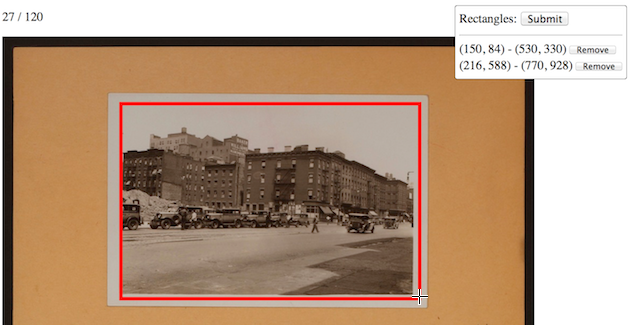 27 / 120
Rectangles: Submit
(150, 84) - (530, 330) Remove
(216, 588) - (770, 928) Remove